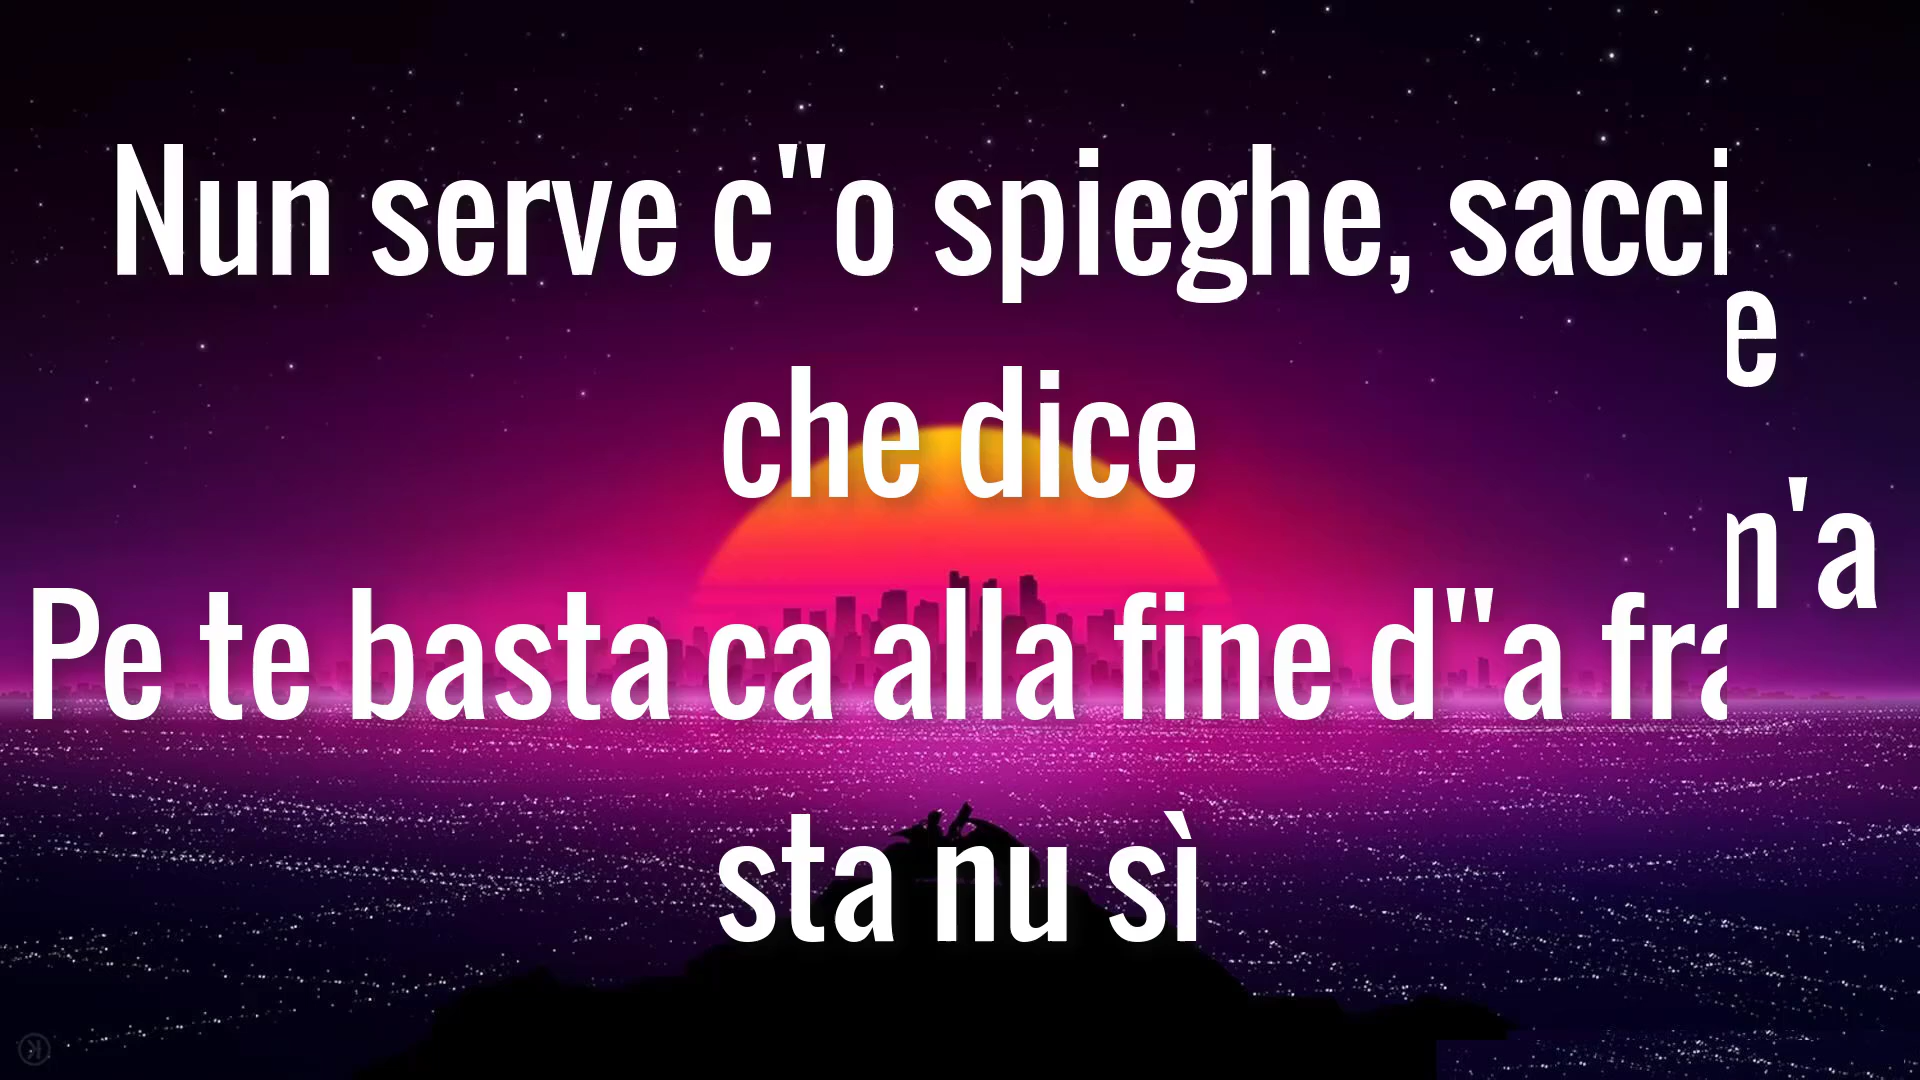 Nun serve c"o spieghe, sacci
che dice
Pe te basta ca alla fine d"a fra
sta nu sì
e
n'a